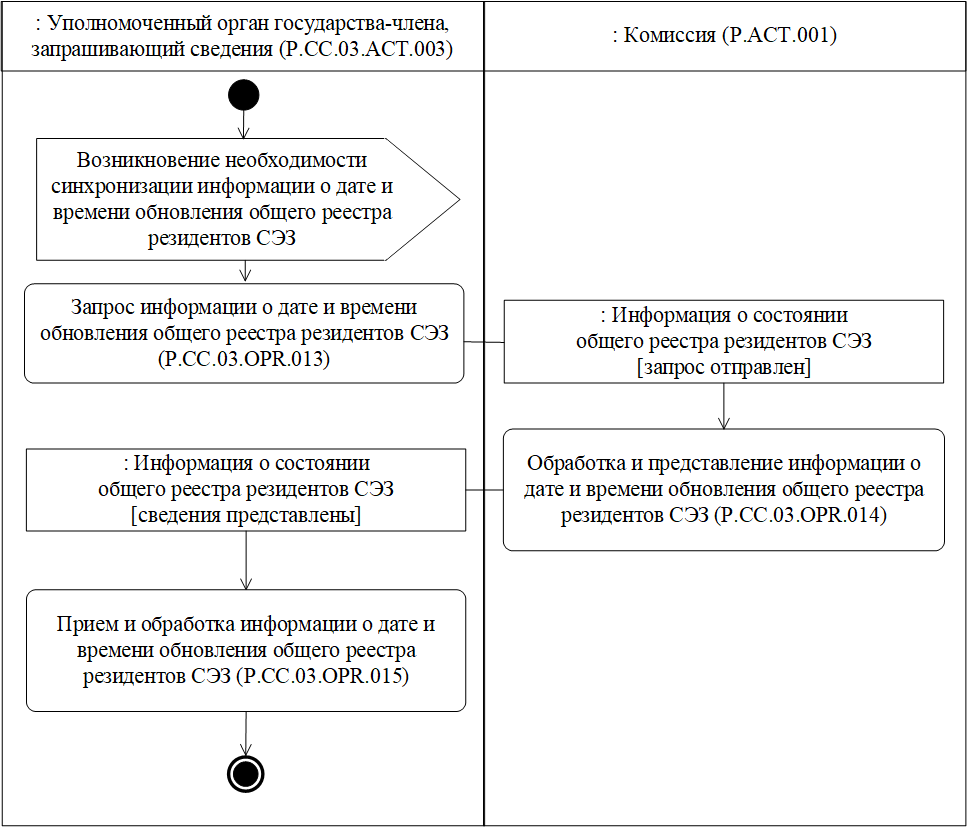 : Уполномоченный орган государства-члена,
запрашивающий сведения (P.CC.03.ACT.003)
: Комиссия (P.ACT.001)
Возникновение необходимости
синхронизации информации о дате и
времени обновления общего реестра
резидентов СЭЗ
Запрос информации о дате и времени
обновления общего реестра резидентов СЭЗ
(P.CC.03.OPR.013)
: Информация о состоянии
общего реестра резидентов СЭЗ
[запрос отправлен]
Обработка и представление информации о
дате и времени обновления общего реестра
резидентов СЭЗ (P.CC.03.OPR.014)
: Информация о состоянии
общего реестра резидентов СЭЗ
[сведения представлены]
Прием и обработка информации о дате и
времени обновления общего реестра
резидентов СЭЗ (P.CC.03.OPR.015)